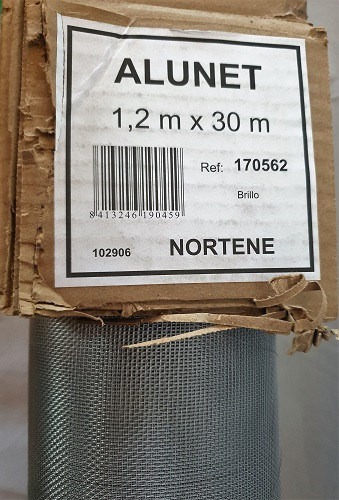 ALUNET
1,2 m x 30 m
Ref: 170562
8 413246 190459
Brillo
102906
NORTENE